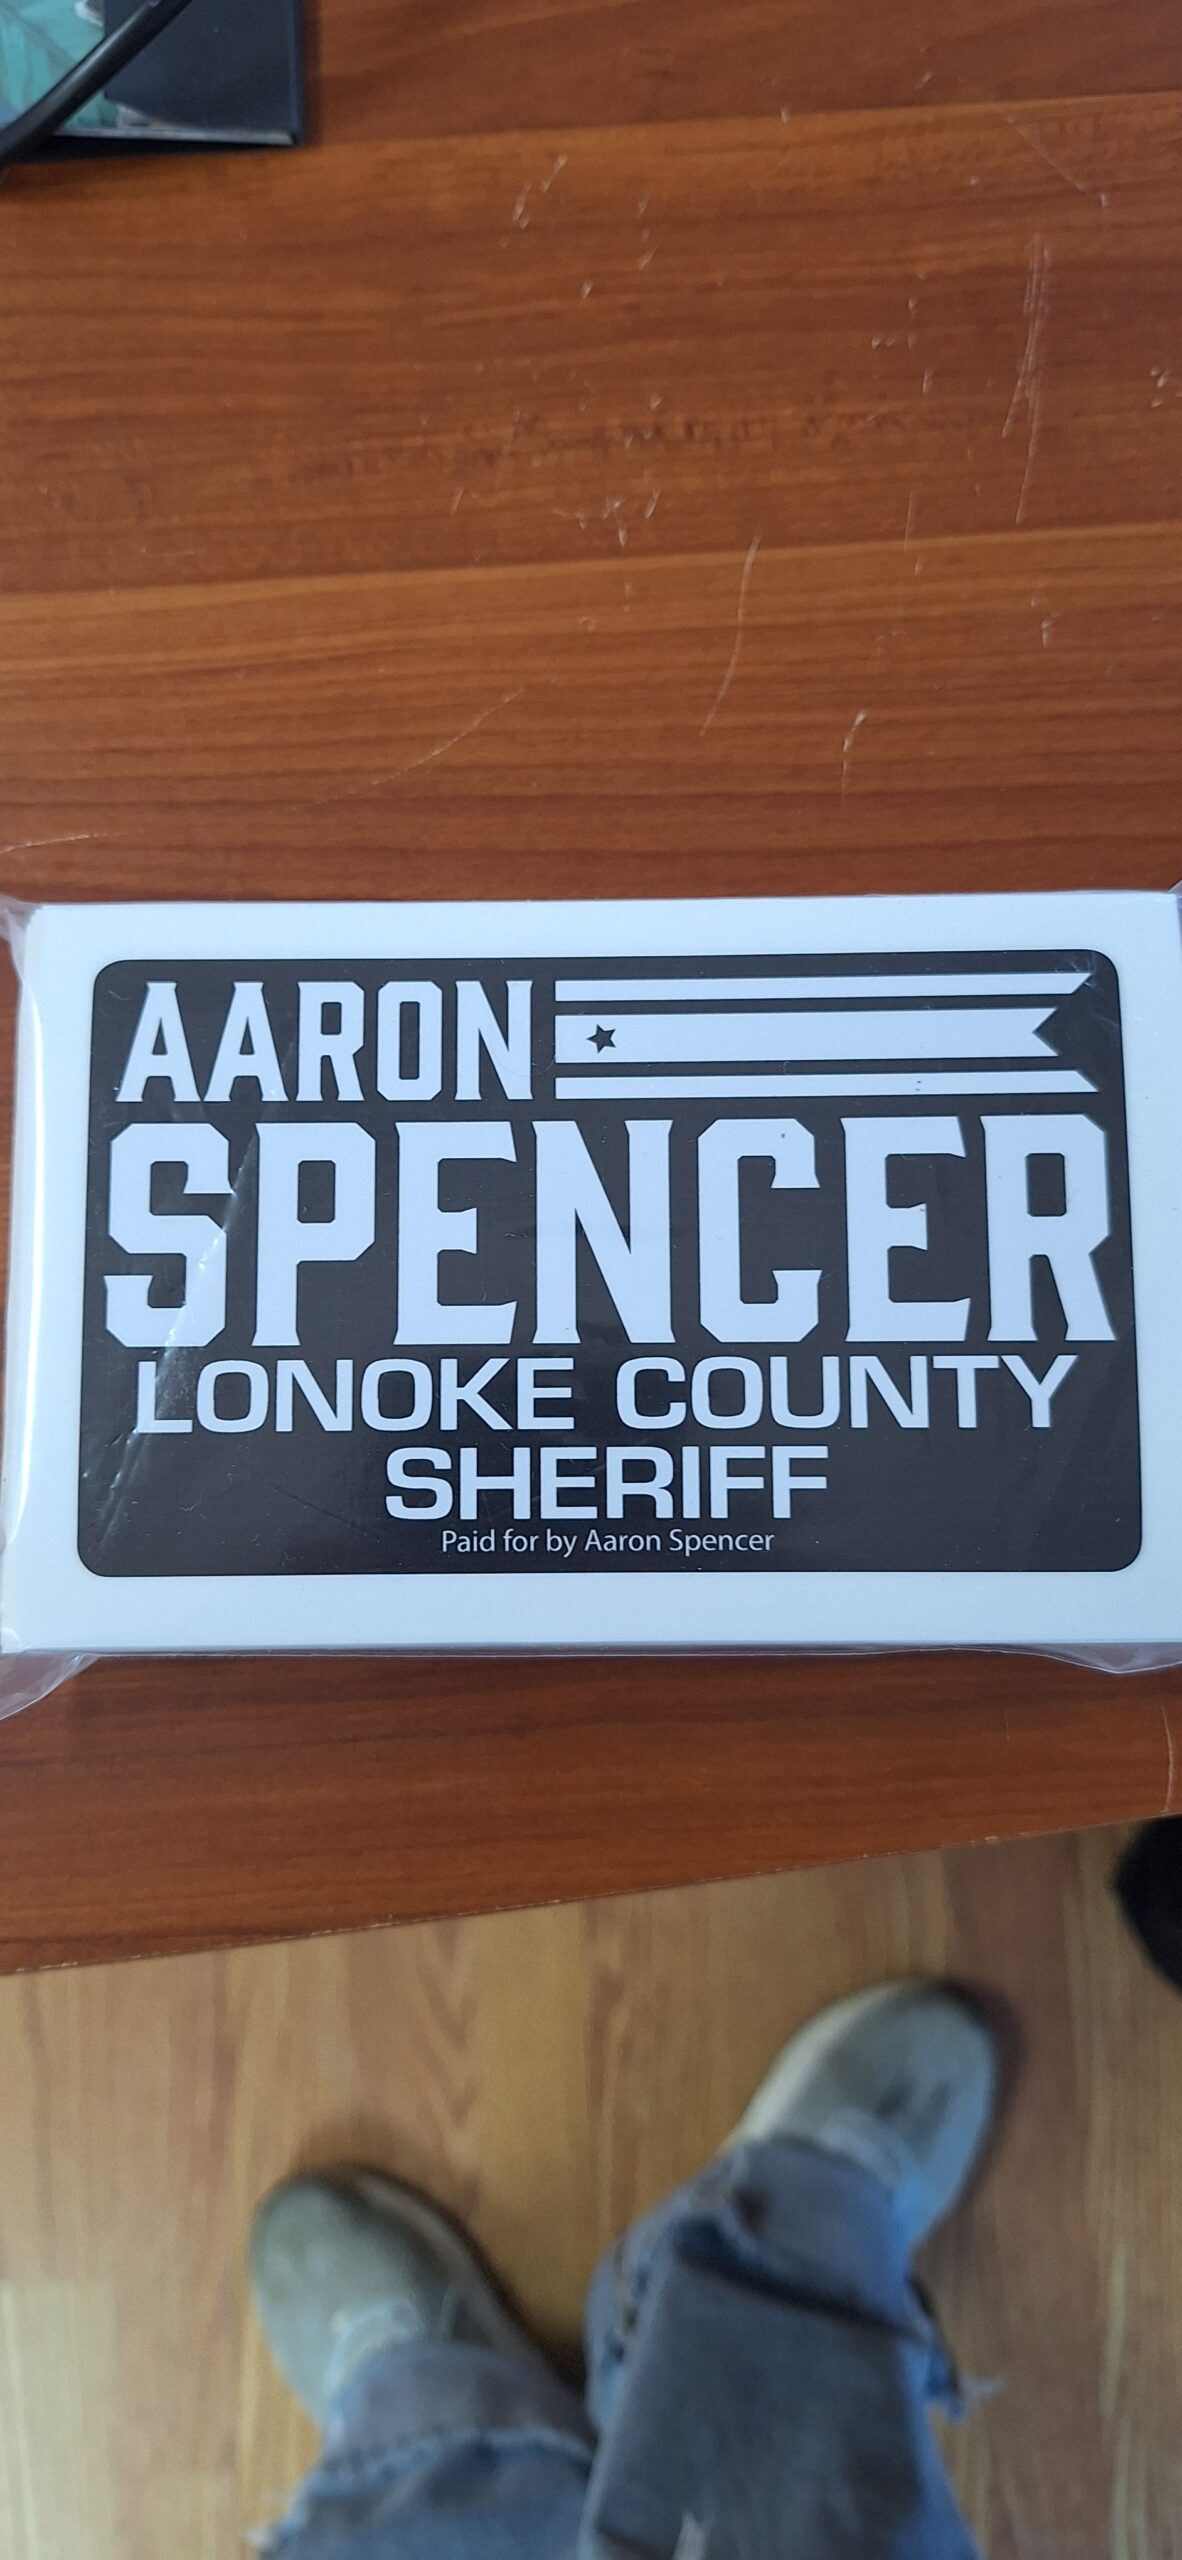 AARON
SPENCER
LONOKE COUNTY
SHERIFF
Paid for by Aaron Spencer